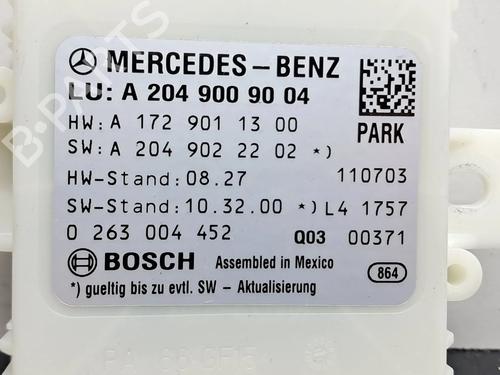 MERCEDES-BENZ
LU: A 204 900 90 04
HW: A 172 901 13 00
PARK
SW: A 204 902 22 02 *)
HW-Stand: 08.27 110703
SW-Stand: 10.32.00 *) L4 1757
0 263 004 452 Q03 00371
BOSCH Assembled in Mexico 864
*) gueltig bis zu evtl. SW - Aktualisierung
B-PARTS